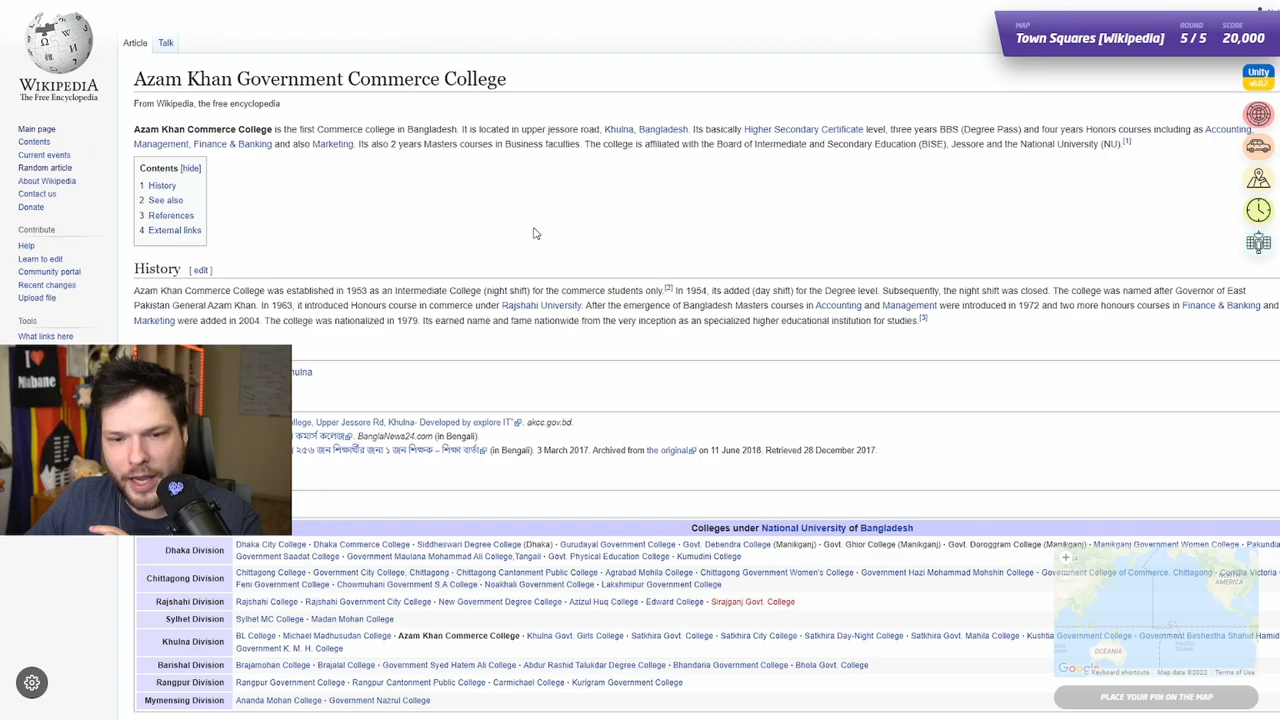 MAP
ROUND
SCORE
Town Squares [Wikipedia]
5 / 5
20,000
Article
Talk
WIKIPEDIA
The Free Encyclopedia
Unity
Azam Khan Government Commerce College
From Wikipedia, the free encyclopedia
Main page
Contents
Current events
Random article
About Wikipedia
Contact us
Donate
Contribute
Help
Learn to edit
Community portal
Recent changes
Upload file
Tools
What links here
Azam Khan Commerce College is the first Commerce college in Bangladesh. It is located in upper jessore road, Khulna, Bangladesh. Its basically Higher Secondary Certificate level, three years BBS (Degree Pass) and four years Honors courses including as Accounting,
Management, Finance & Banking and also Marketing. Its also 2 years Masters courses in Business faculties. The college is affiliated with the Board of Intermediate and Secondary Education (BISE), Jessore and the National University (NU).[1]
Contents [hide]
1 History
2 See also
3 References
4 External links
History [ edit ]
Azam Khan Commerce College was established in 1953 as an Intermediate College (night shift) for the commerce students only.[2] In 1954, its added (day shift) for the Degree level. Subsequently, the night shift was closed. The college was named after Governor of East
Pakistan General Azam Khan. In 1963, it introduced Honours course in commerce under Rajshahi University. After the emergence of Bangladesh Masters courses in Accounting and Management were introduced in 1972 and two more honours courses in Finance & Banking and
Marketing were added in 2004. The college was nationalized in 1979. Its earned name and fame nationwide from the very inception as an specialized higher educational institution for studies.[3]
hulna
llege, Upper Jessore Rd, Khulna- Developed by explore IT". akcc.gov.bd.
কমার্স কলেজ. BanglaNews24.com (in Bengali).
২৫৬ জন শিক্ষার্থীর জন্য ১ জন শিক্ষক – শিক্ষা বার্তা (in Bengali). 3 March 2017. Archived from the original on 11 June 2018. Retrieved 28 December 2017.
I
Mabane
Colleges under National University of Bangladesh
Dhaka Division
Dhaka City College · Dhaka Commerce College · Siddheswari Degree College (Dhaka) · Gurudayal Government College · Govt. Debendra College (Manikganj) · Govt. Ghior College (Manikganj) · Govt. Doroggram College (Manikganj) · Manikganj Government Women College ·
Government Saadat College · Government Maulana Mohammad Ali College,Tangail · Govt. Physical Education College · Kumudini College
Chittagong Division
Chittagong College · Government City College, Chittagong · Chittagong Cantonment Public College · Agrabad Mohila College · Chittagong Government Women's College · Government Hazi Mohammad Mohshin College · Government College of Commerce, Chittagong · Comilla Victoria
Feni Government College · Chowmuhani Government S.A College · Noakhali Government College · Lakshmipur Government College
Rajshahi Division
Rajshahi College · Rajshahi Government City College · New Government Degree College · Azizul Huq College · Edward College · Sirajganj Govt. College
Sylhet Division
Sylhet MC College · Madan Mohan College
Khulna Division
BL College · Michael Madhusudan College · Azam Khan Commerce College · Khulna Govt. Girls College · Satkhira Govt. College · Satkhira City College · Satkhira Day-Night College · Satkhira Govt. Mahila College · Kushtia Government College · Government Birshestha Shahid Hamid
Government K. M. H. College
Barishal Division
Brajamohan College · Brajalal College · Government Syed Hatem Ali College · Abdur Rashid Talukdar Degree College · Bhandaria Government College · Bhola Govt. College
Rangpur Division
Rangpur Government College · Rangpur Cantonment Public College · Carmichael College · Kurigram Government College
Mymensing Division
Ananda Mohan College · Government Nazrul College
NORTH
AMERICA
OCEANIA
Pacific
Ocean
Google
Keyboard shortcuts
Map data ©2022
Terms of Use
PLACE YOUR PIN ON THE MAP